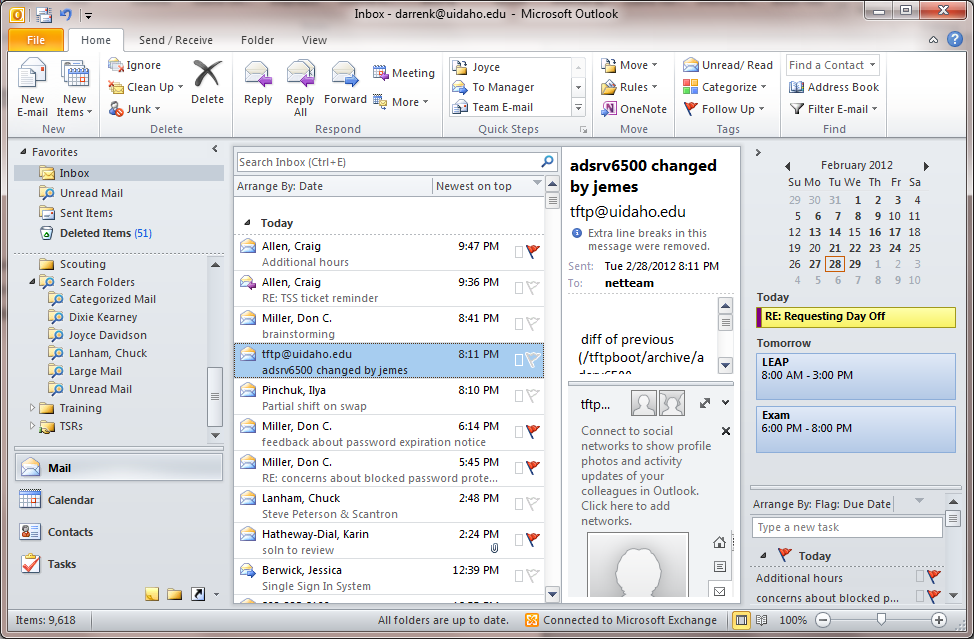 Inbox - darrenk@uidaho.edu - Microsoft Outlook
File Home Send / Receive Folder View
New E-mail
New Items
New
Ignore
Clean Up
Junk
Delete
Delete
Reply
Reply All
Forward
Meeting
More
Respond
Joyce
To Manager
Team E-mail
Quick Steps
Move
Rules
OneNote
Move
Unread/ Read
Categorize
Follow Up
Tags
Find a Contact
Address Book
Filter E-mail
Find
Favorites
Inbox
Unread Mail
Sent Items
Deleted Items (51)
Scouting
Search Folders
Categorized Mail
Dixie Kearney
Joyce Davidson
Lanham, Chuck
Large Mail
Unread Mail
Training
TSRs
Mail
Calendar
Contacts
Tasks
Search Inbox (Ctrl+E)
Arrange By: Date Newest on top
Today
Allen, Craig 9:47 PM
Additional hours
Allen, Craig 9:36 PM
RE: TSS ticket reminder
Miller, Don C. 8:41 PM
brainstorming
tftp@uidaho.edu 8:11 PM
adsrv6500 changed by jemes
Pinchuk, Ilya 8:10 PM
Partial shift on swap
Miller, Don C. 6:14 PM
feedback about password expiration notice
Miller, Don C. 5:45 PM
RE: concerns about blocked password prote...
Lanham, Chuck 2:48 PM
Steve Peterson & Scantron
Hatheway-Dial, Karin 2:24 PM
soln to review
Berwick, Jessica 12:39 PM
Single Sign In System
adsrv6500 changed
by jemes
tftp@uidaho.edu
Extra line breaks in this
message were removed.
Sent: Tue 2/28/2012 8:11 PM
To: netteam
diff of previous
(/tftpboot/archive/a
tftp...
Connect to social
networks to show profile
photos and activity
updates of your
colleagues in Outlook.
Click here to add
networks.
February 2012
Su Mo Tu We Th Fr Sa
29 30 31 1 2 3 4
5 6 7 8 9 10 11
12 13 14 15 16 17 18
19 20 21 22 23 24 25
26 27 28 29 1 2 3
4 5 6 7 8 9 10
Today
RE: Requesting Day Off
Tomorrow
LEAP
8:00 AM - 3:00 PM
Exam
6:00 PM - 8:00 PM
Arrange By: Flag: Due Date
Type a new task
Today
Additional hours
concerns about blocked p...
Items: 9,618 All folders are up to date. Connected to Microsoft Exchange 100%